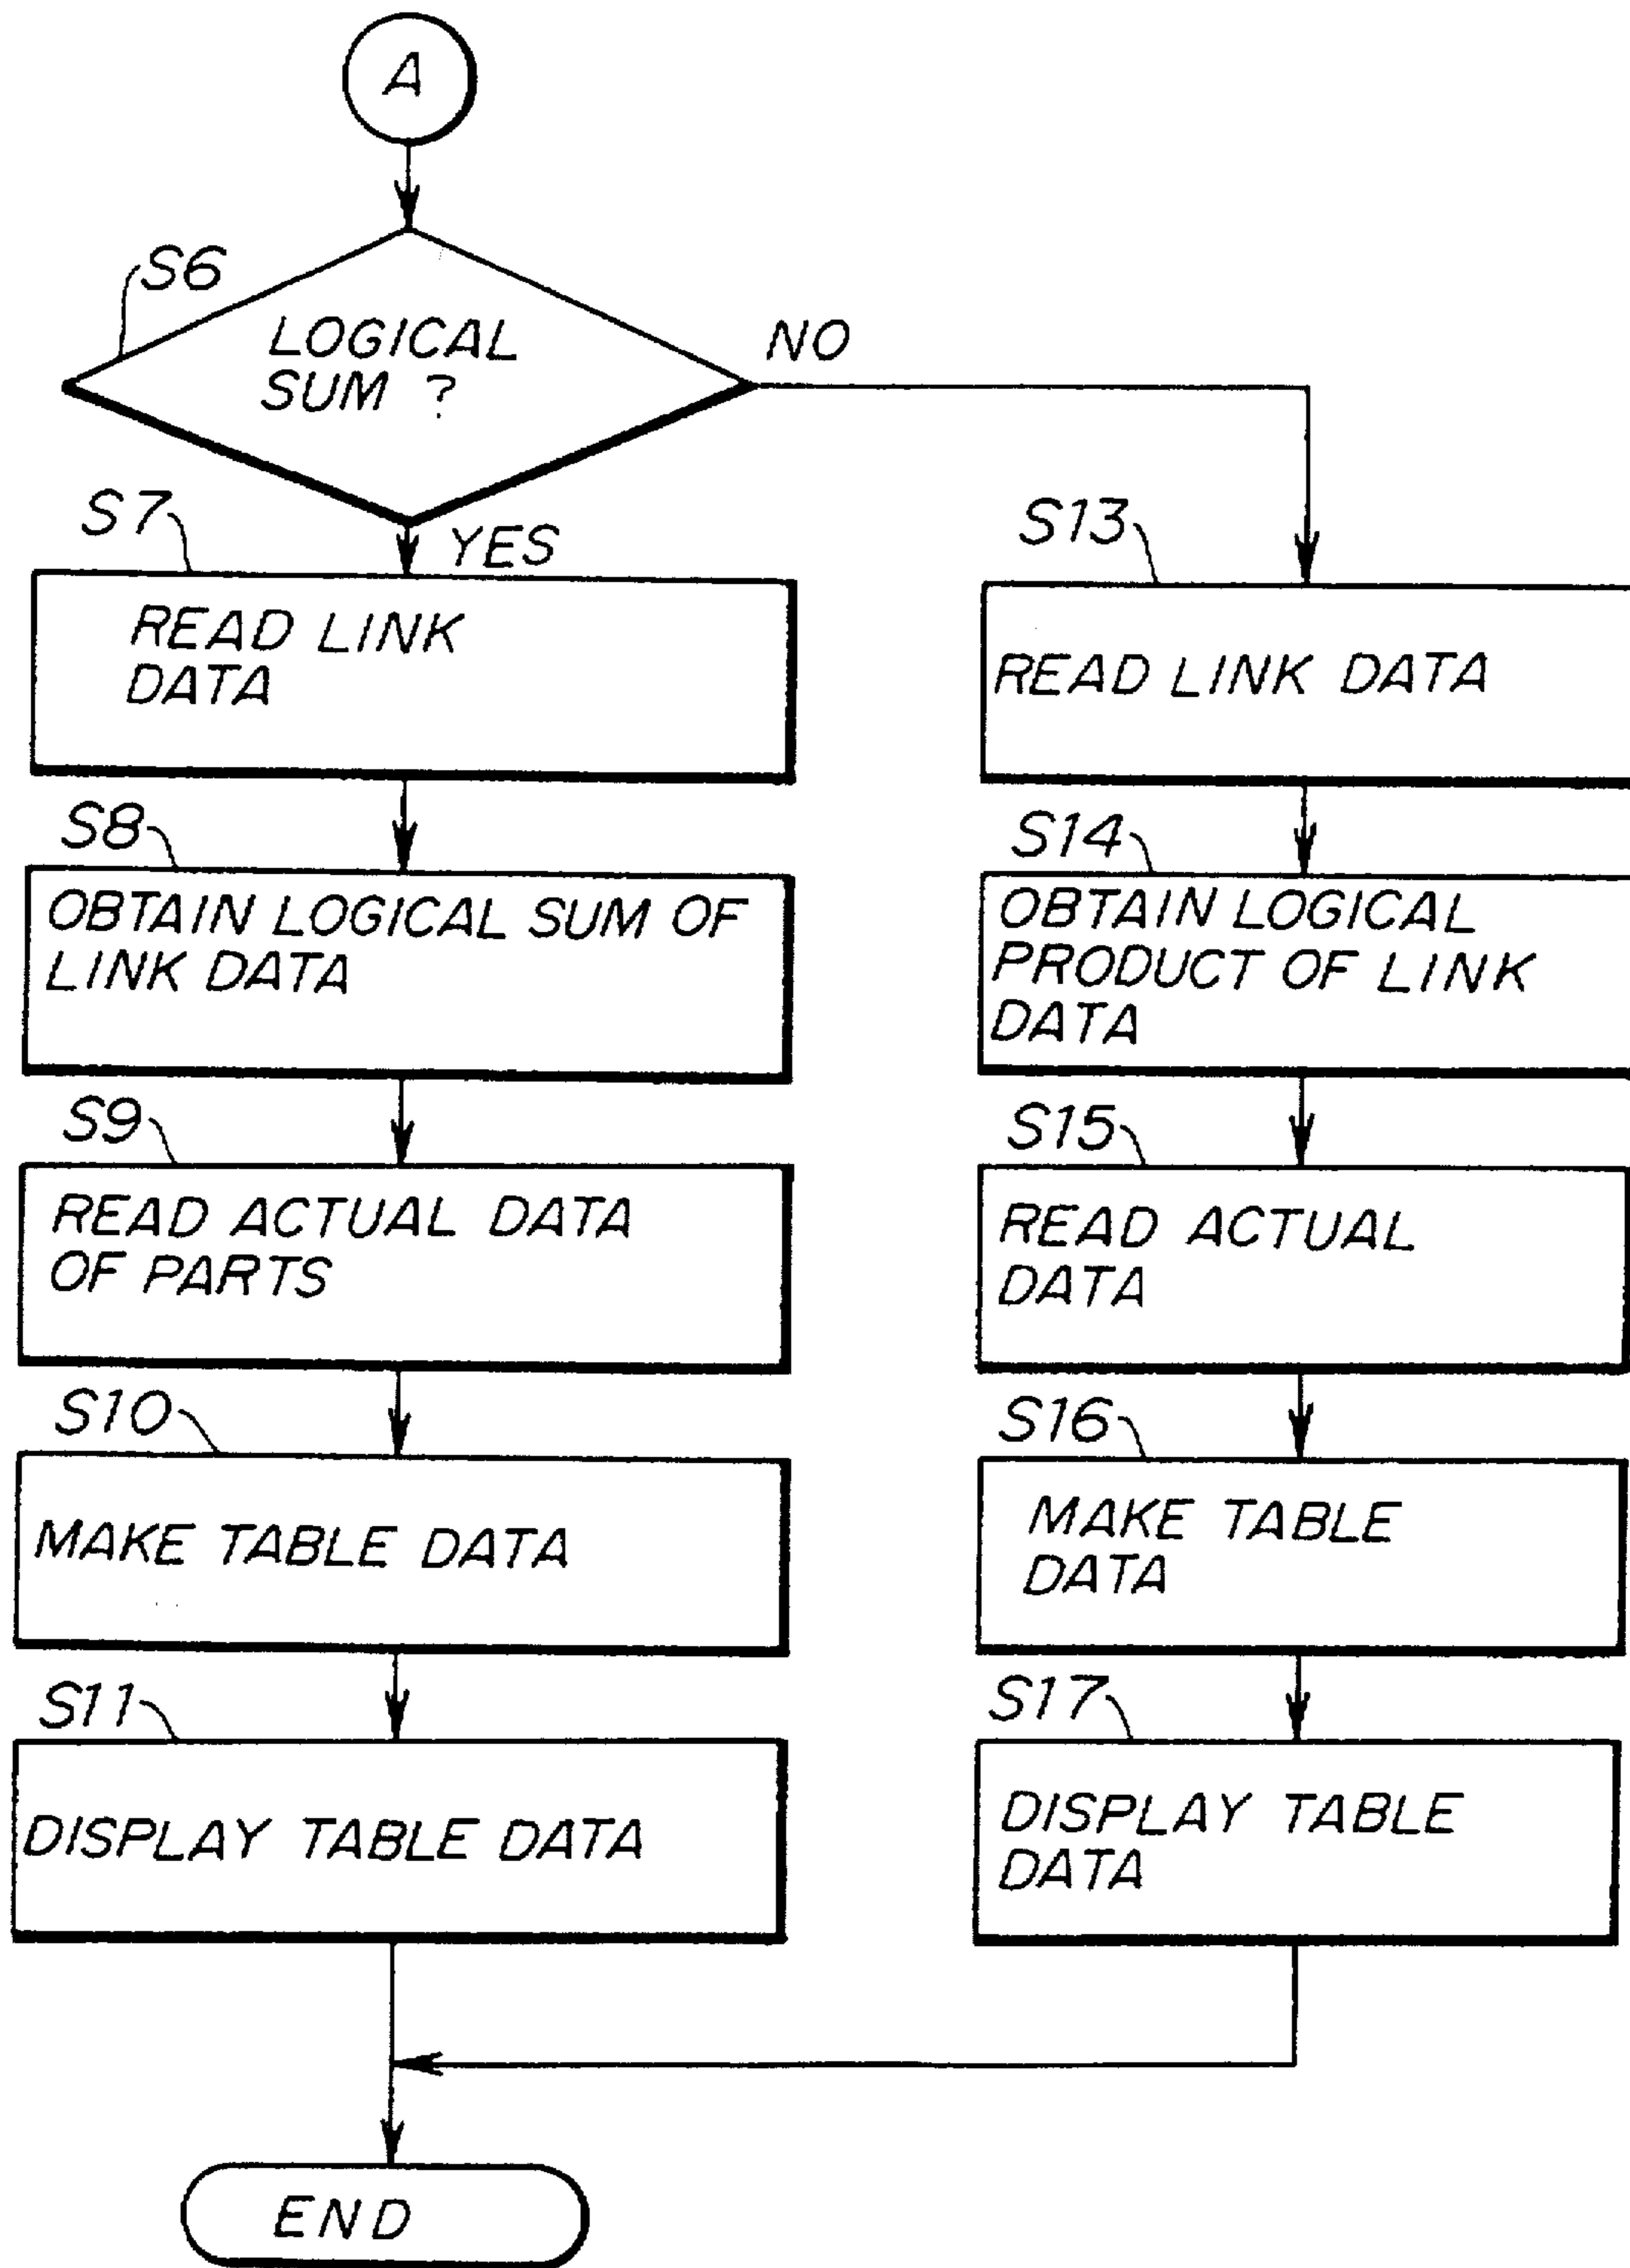 A
S6
LOGICAL
SUM ?
NO
YES
S7
READ LINK
DATA
S8
OBTAIN LOGICAL SUM OF
LINK DATA
S9
READ ACTUAL DATA
OF PARTS
S10
MAKE TABLE DATA
S11
DISPLAY TABLE DATA
S13
READ LINK DATA
S14
OBTAIN LOGICAL
PRODUCT OF LINK
DATA
S15
READ ACTUAL
DATA
S16
MAKE TABLE
DATA
S17
DISPLAY TABLE
DATA
END